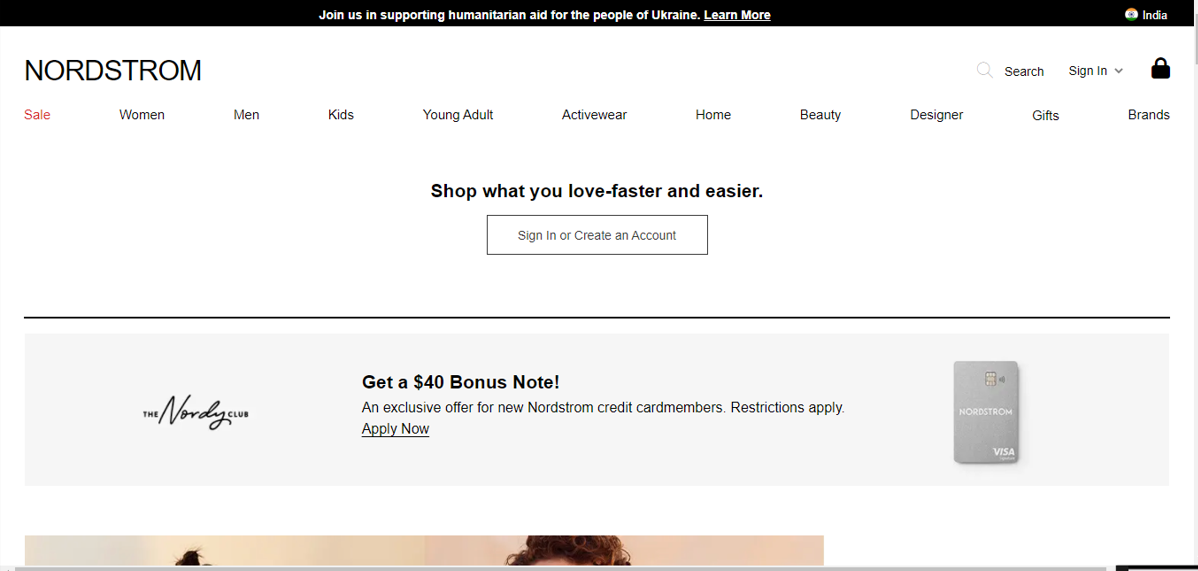 Join us in supporting humanitarian aid for the people of Ukraine. Learn More
India
NORDSTROM
Search
Sign In
Sale
Women
Men
Kids
Young Adult
Activewear
Home
Beauty
Designer
Gifts
Brands
Shop what you love-faster and easier.
Sign In or Create an Account
THE Nordy CLUB
Get a $40 Bonus Note!
An exclusive offer for new Nordstrom credit cardmembers. Restrictions apply.
Apply Now
NORDSTROM
VISA